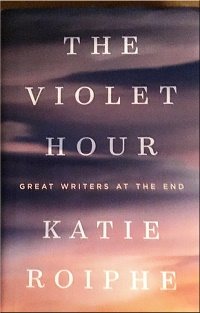 THE
VIOLET
HOUR
GREAT WRITERS AT THE END
KATIE
ROIPHE